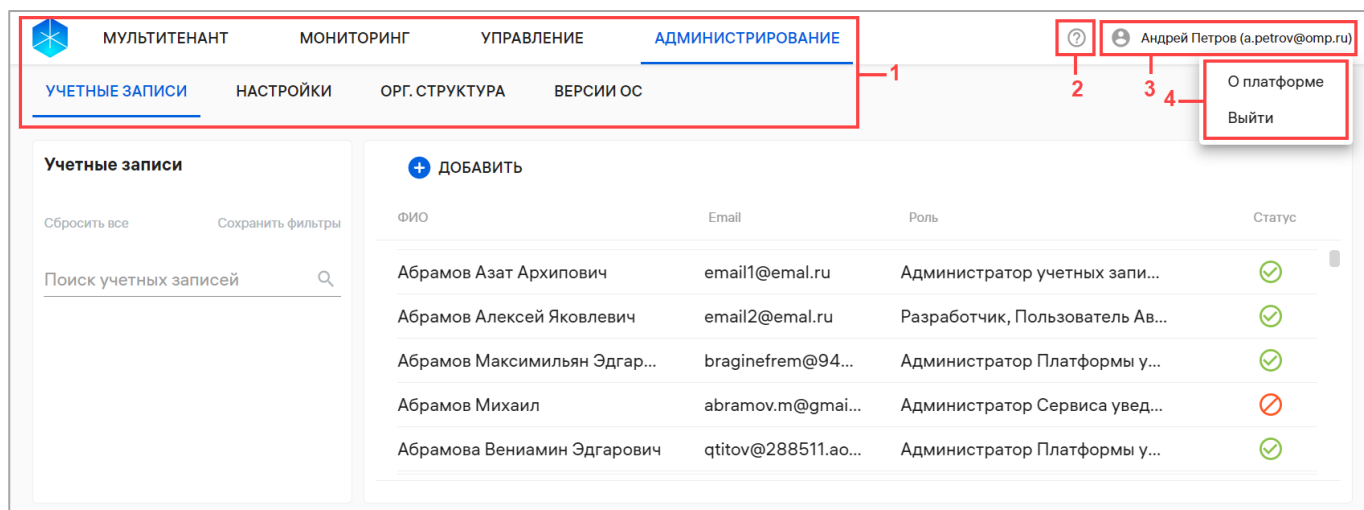 МУЛЬТИТЕНАНТ МОНИТОРИНГ УПРАВЛЕНИЕ АДМИНИСТРИРОВАНИЕ Андрей Петров (a.petrov@omp.ru)
1
2
3
4
УЧЕТНЫЕ ЗАПИСИ НАСТРОЙКИ ОРГ. СТРУКТУРА ВЕРСИИ ОС
О платформе
Выйти
Учетные записи
Сбросить все Сохранить фильтры
Поиск учетных записей
ДОБАВИТЬ
ФИО Email Роль Статус
Абрамов Азат Архипович email1@emal.ru Администратор учетных запи...
Абрамов Алексей Яковлевич email2@emal.ru Разработчик, Пользователь Ав...
Абрамов Максимильян Эдгар... braginefrem@94... Администратор Платформы у...
Абрамов Михаил abramov.m@gmai... Администратор Сервиса увед...
Абрамова Вениамин Эдгарович qtitov@288511.ao... Администратор Платформы у...